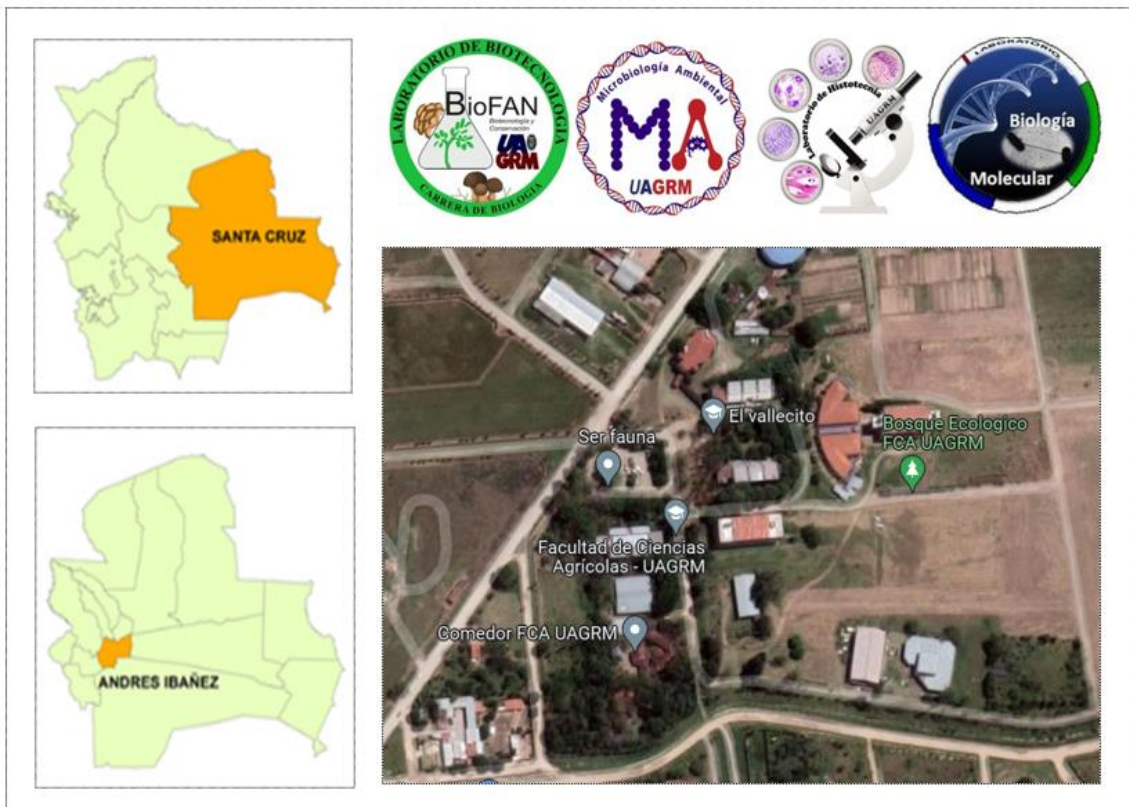 SANTA CRUZ
ANDRES IBAÑEZ
LABORATORIO DE BIOTECNOLOGIA
BioFAN
Biotecnología y
Conservación
UAGRM
CARRERA DE BIOLOGIA
Microbiología Ambiental
MA
UAGRM
Laboratorio de Histotecnia
UAGRM
LABORATORIO
Biología
Molecular
El vallecito
Ser fauna
Bosque Ecologico
FCA UAGRM
Facultad de Ciencias
Agrícolas - UAGRM
Comedor FCA UAGRM